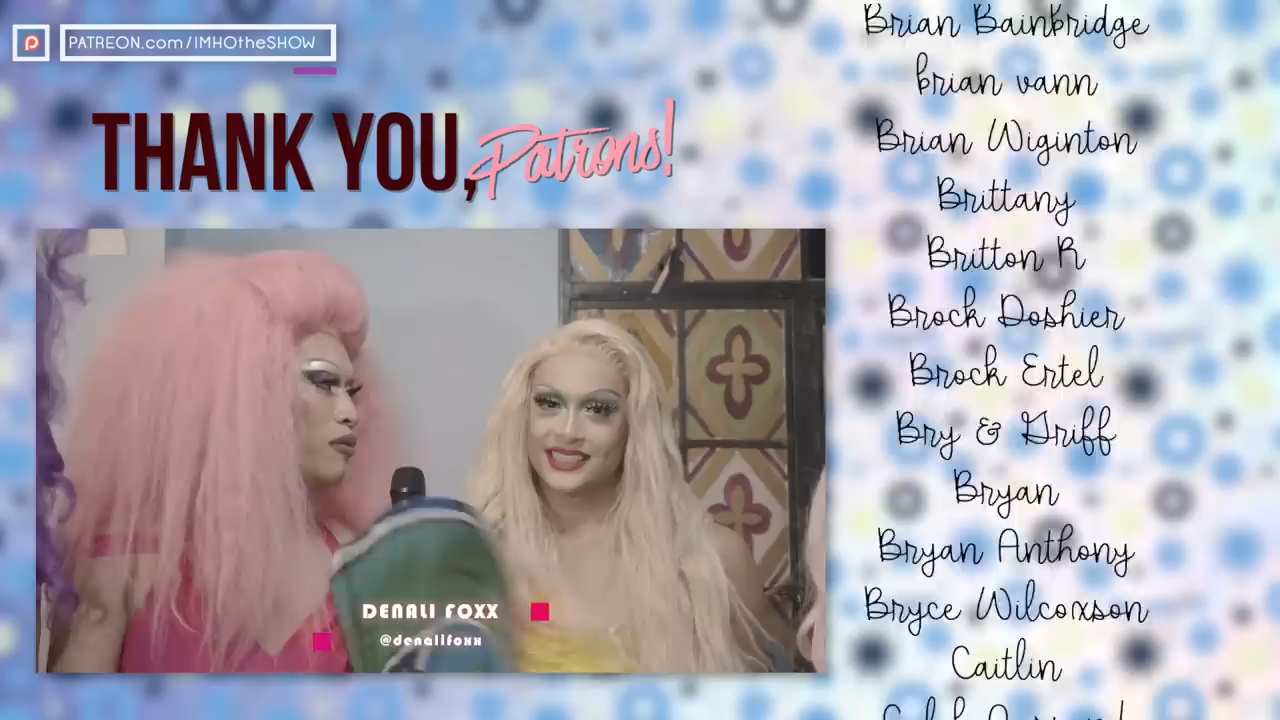 PATREON.com/IMHOtheSHOW
THANK YOU, Patrons!
DENALI FOXX
@denalifoxx
Brian Bainbridge
brian vann
Brian Wiginton
Brittany
Britton R
Brock Doshier
Brock Ertel
Bry & Griff
Bryan
Bryan Anthony
Bryce Wilcoxson
Caitlin